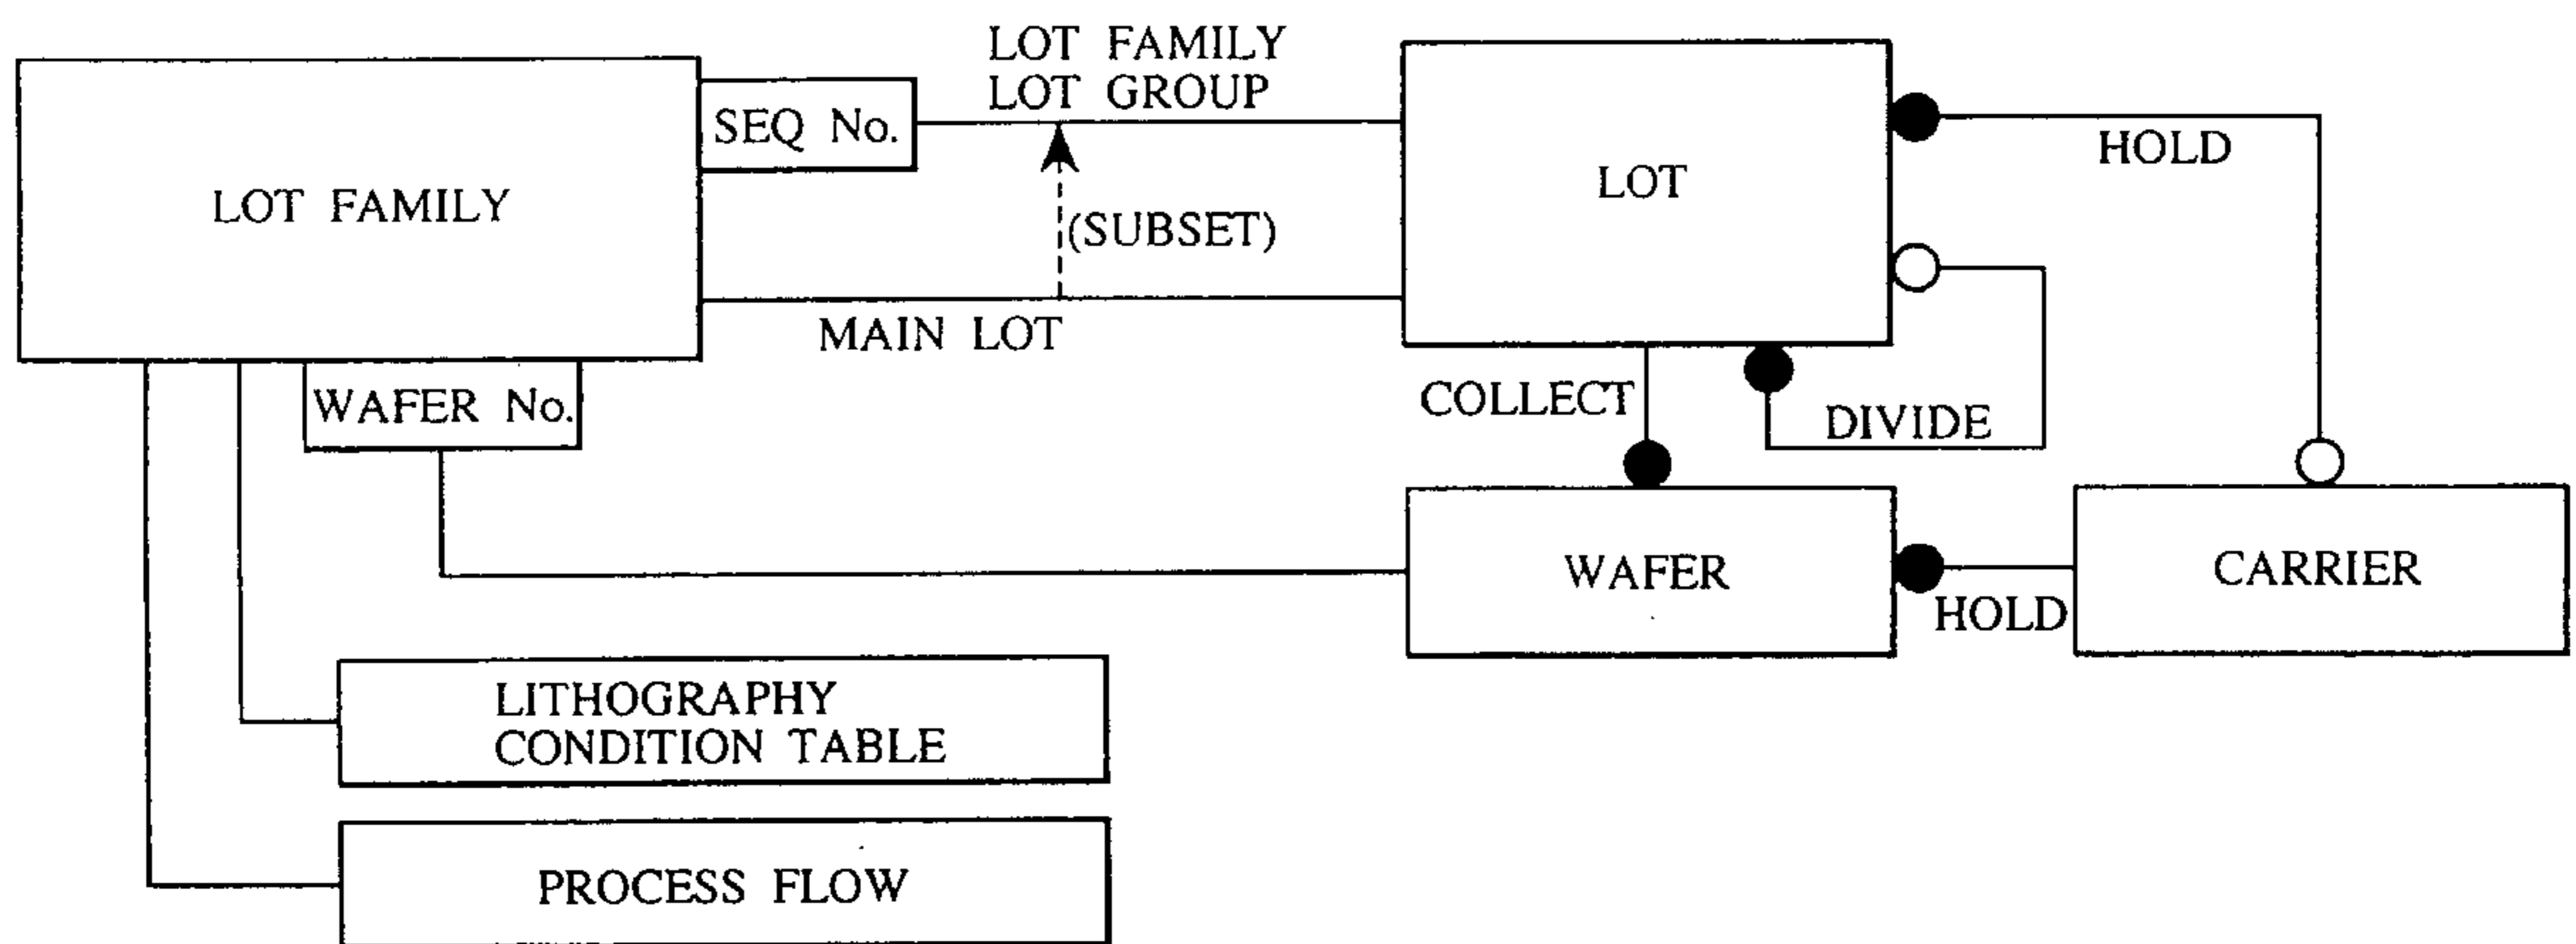 LOT FAMILY
LOT GROUP
SEQ No.
HOLD
LOT
LOT FAMILY
(SUBSET)
MAIN LOT
COLLECT
DIVIDE
WAFER No.
WAFER
CARRIER
HOLD
LITHOGRAPHY
CONDITION TABLE
PROCESS FLOW